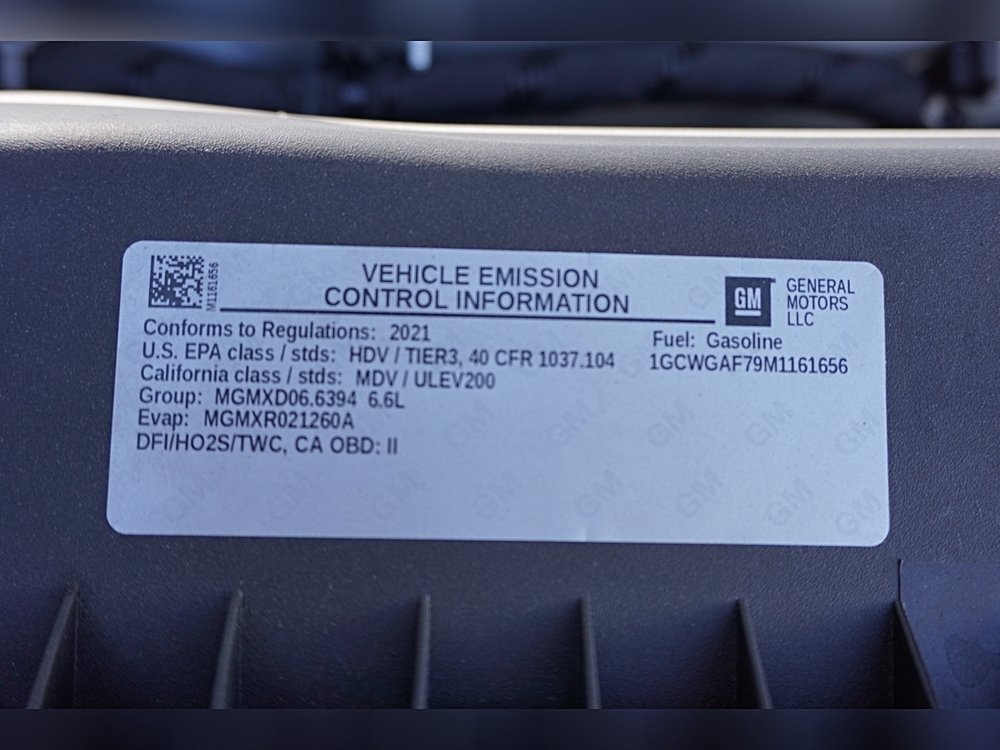 M1161656
VEHICLE EMISSION
CONTROL INFORMATION
GM
GENERAL
MOTORS
LLC
Conforms to Regulations: 2021
Fuel: Gasoline
U.S. EPA class / stds: HDV / TIER3, 40 CFR 1037.104
1GCWGAF79M1161656
California class / stds: MDV / ULEV200
Group: MGMXD06.6394 6.6L
Evap: MGMXR021260A
DFI/HO2S/TWC, CA OBD: II